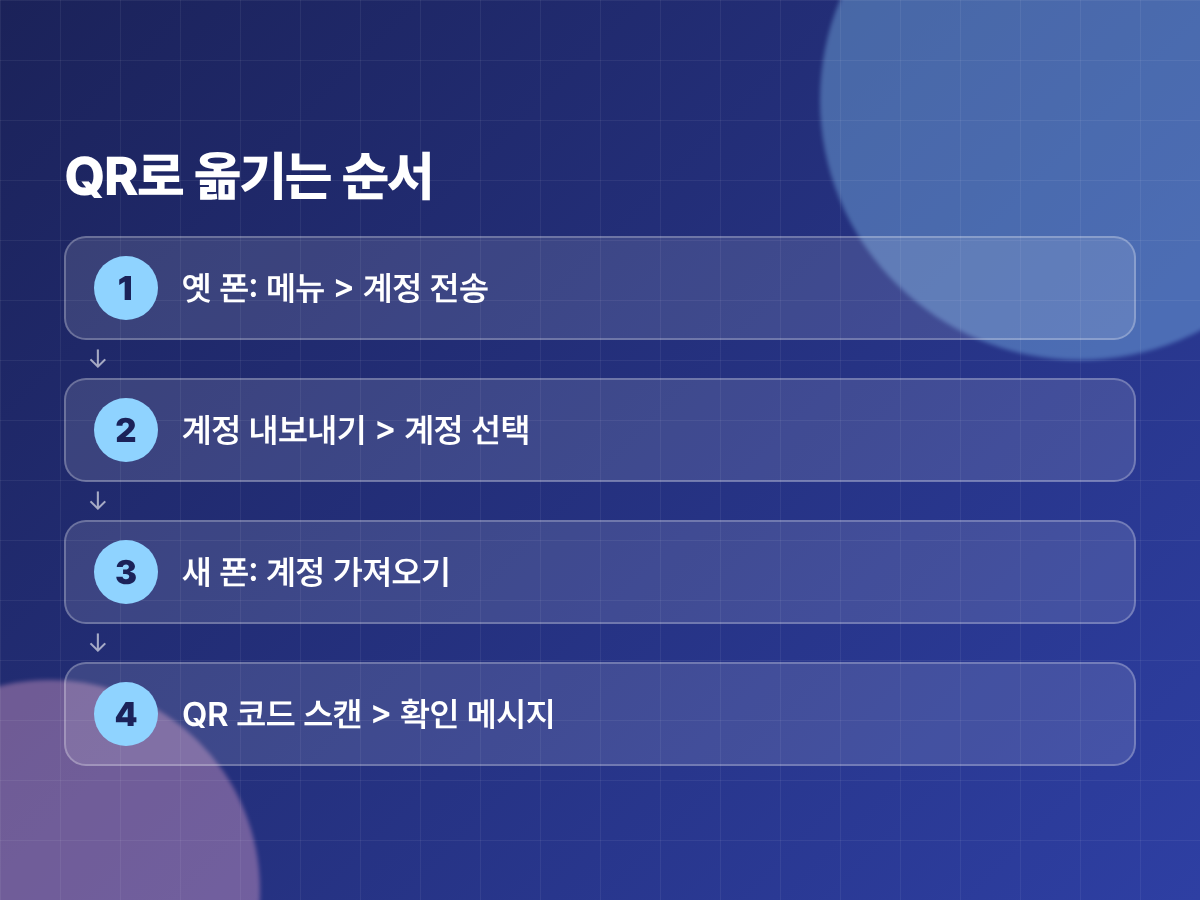 QR로 옮기는 순서
1 옛 폰: 메뉴 > 계정 전송
↓
2 계정 내보내기 > 계정 선택
↓
3 새 폰: 계정 가져오기
↓
4 QR 코드 스캔 > 확인 메시지